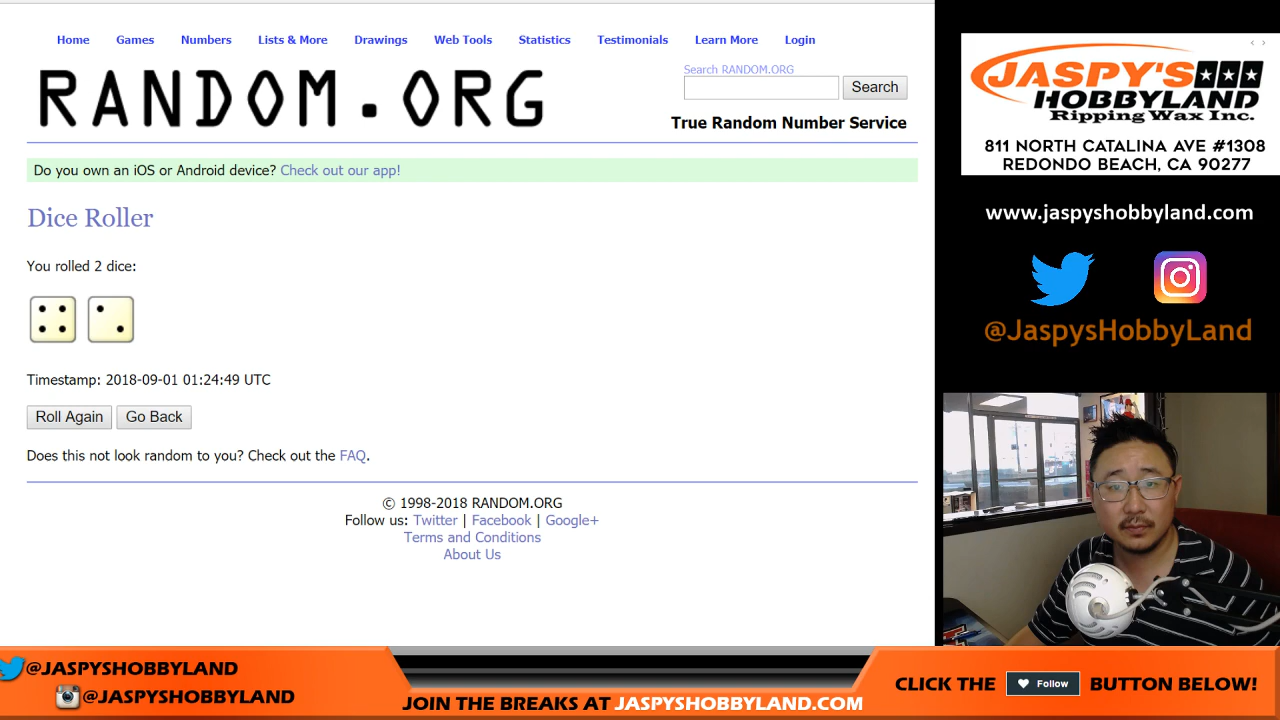 Home Games Numbers Lists & More Drawings Web Tools Statistics Testimonials Learn More Login
RANDOM.ORG
Search RANDOM.ORG
Search
True Random Number Service
Do you own an iOS or Android device? Check out our app!
Dice Roller
You rolled 2 dice:
Timestamp: 2018-09-01 01:24:49 UTC
Roll Again Go Back
Does this not look random to you? Check out the FAQ.
© 1998-2018 RANDOM.ORG
Follow us: Twitter | Facebook | Google+
Terms and Conditions
About Us
JASPY'S
HOBBYLAND
Ripping Wax Inc.
811 NORTH CATALINA AVE #1308
REDONDO BEACH, CA 90277
www.jaspyshobbyland.com
@JaspysHobbyLand
@JASPYSHOBBYLAND
@JASPYSHOBBYLAND
JOIN THE BREAKS AT JASPYSHOBBYLAND.COM
CLICK THE Follow BUTTON BELOW!